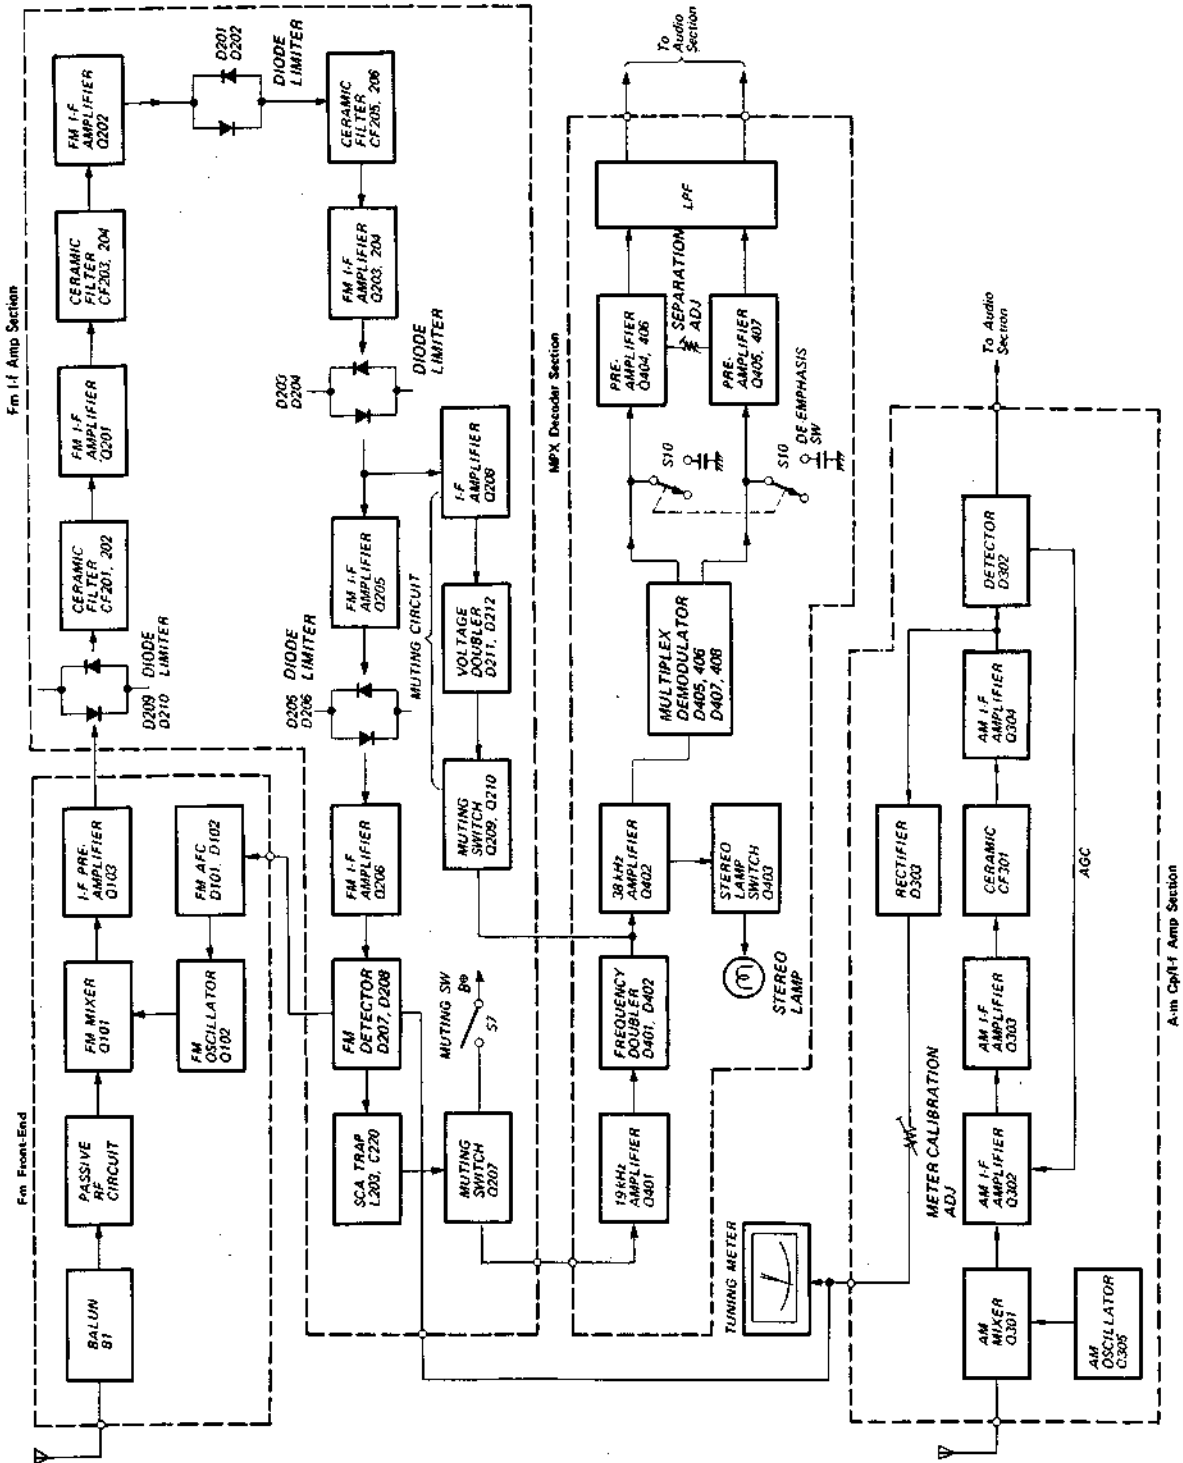 Fm Front-End
BALUN
B1
PASSIVE
RF
CIRCUIT
FM MIXER
Q101
I-F PRE-
AMPLIFIER
Q103
FM
OSCILLATOR
Q102
FM AFC
D101, D102
Fm I-f Amp Section
D209
D210
DIODE
LIMITER
CERAMIC
FILTER
CF201, 202
FM I-F
AMPLIFIER
Q201
CERAMIC
FILTER
CF203, 204
FM I-F
AMPLIFIER
Q202
D201
D202
DIODE
LIMITER
CERAMIC
FILTER
CF205, 206
FM I-F
AMPLIFIER
Q203, 204
D203
D204
DIODE
LIMITER
FM I-F
AMPLIFIER
Q205
D205
D206
DIODE
LIMITER
FM I-F
AMPLIFIER
Q206
FM
DETECTOR
D207, D208
SCA TRAP
L203, C220
MUTING CIRCUIT
I-F
AMPLIFIER
Q208
VOLTAGE
DOUBLER
D211, D212
MUTING
SWITCH
Q209, Q210
MUTING SW
B⊕
S7
MUTING
SWITCH
Q207
MPX Decoder Section
19 kHz
AMPLIFIER
Q401
FREQUENCY
DOUBLER
D401, D402
38 kHz
AMPLIFIER
Q402
STEREO
LAMP
SWITCH
Q403
STEREO
LAMP
MULTIPLEX
DEMODULATOR
D405, 406
D407, 408
S10
S10
DE-EMPHASIS
SW
PRE-
AMPLIFIER
Q404, 406
SEPARATION
ADJ
PRE-
AMPLIFIER
Q405, 407
LPF
To
Audio
Section
TUNING METER
METER CALIBRATION
ADJ
RECTIFIER
D303
AM
MIXER
Q301
AM
OSCILLATOR
Q305
AM I-F
AMPLIFIER
Q302
AM I-F
AMPLIFIER
Q303
CERAMIC
CF301
AM I-F
AMPLIFIER
Q304
DETECTOR
D302
AGC
To Audio
Section
A-m Cp/I-f Amp Section